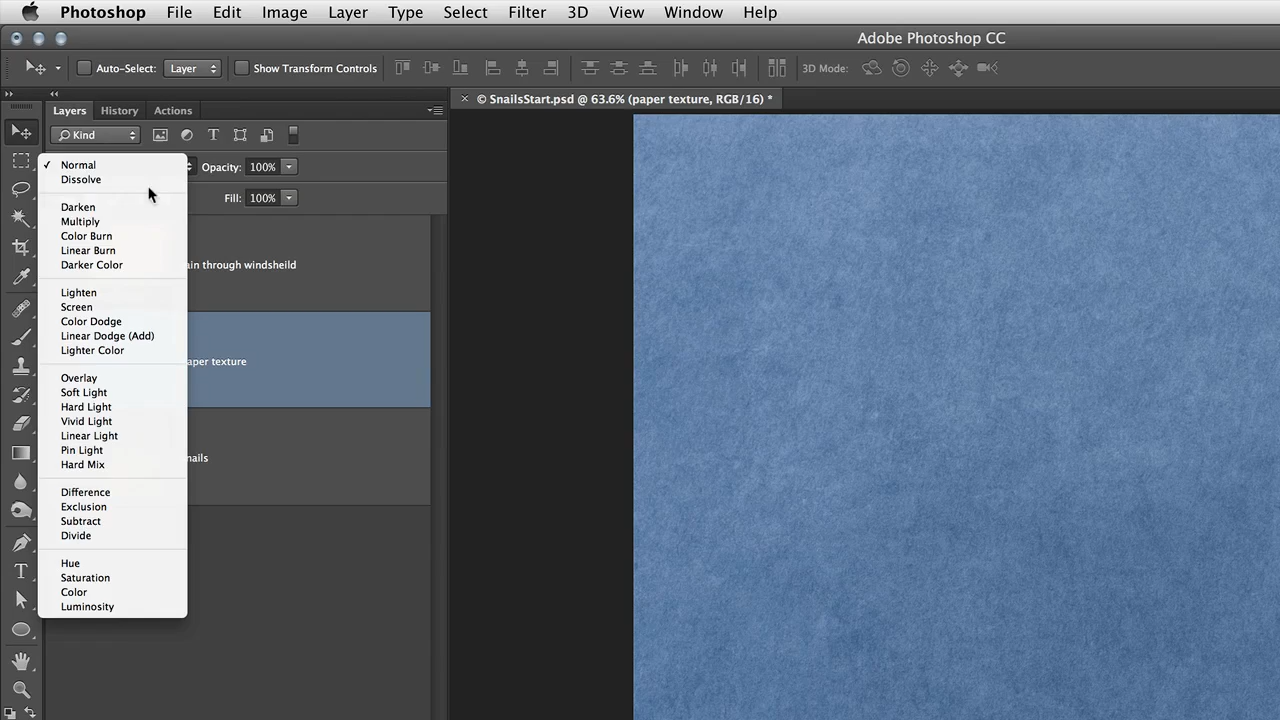 Photoshop File Edit Image Layer Type Select Filter 3D View Window Help
Adobe Photoshop CC
Auto-Select: Layer Show Transform Controls 3D Mode:
Layers History Actions
× © SnailsStart.psd @ 63.6% (paper texture, RGB/16) *
Kind T
✓ Normal
Opacity: 100%
Dissolve
Fill: 100%
Darken
Multiply
Color Burn
Linear Burn
Darker Color
ain through windsheild
Lighten
Screen
Color Dodge
Linear Dodge (Add)
Lighter Color
aper texture
Overlay
Soft Light
Hard Light
Vivid Light
Linear Light
Pin Light
Hard Mix
nails
Difference
Exclusion
Subtract
Divide
Hue
Saturation
Color
Luminosity
T